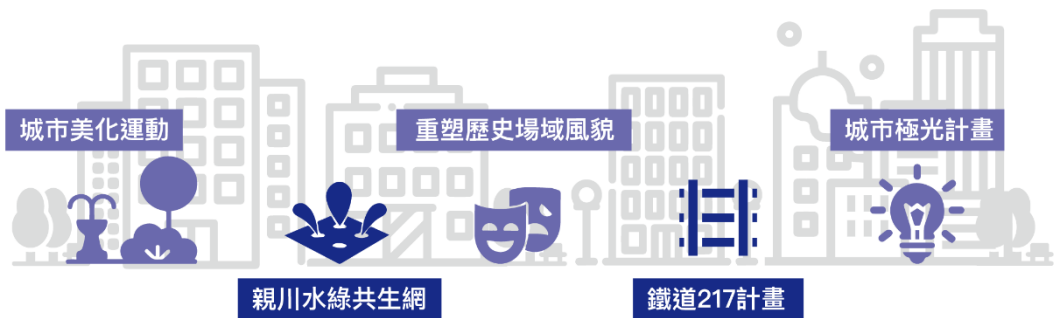 城市美化運動
重塑歷史場域風貌
城市極光計畫
親川水綠共生網
鐵道217計畫